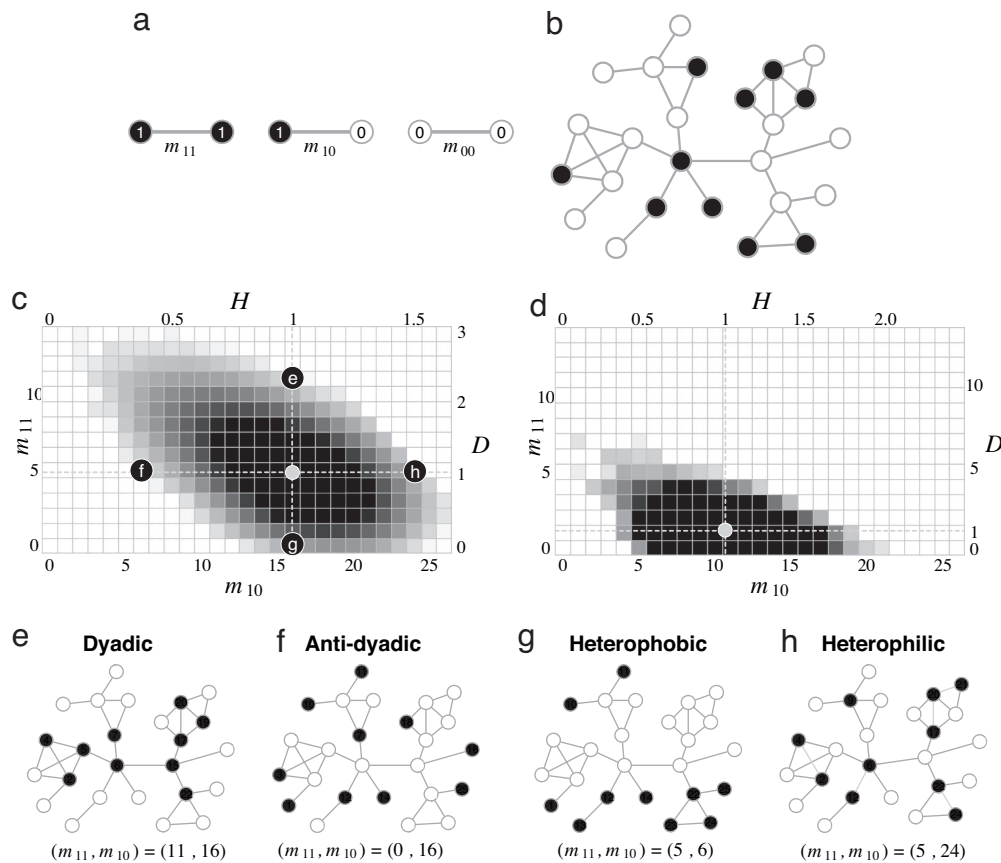 a
b
1 1 1 0 0 0
m11 m10 m00
c
H
0 0.5 1 1.5
3
10
5
0
m11
2
D
1
0
e
f
h
g
5 10 15 20 25
m10
d
H
0 0.5 1 1.5 2.0
10
5
0
m11
10
D
5
1
0
0 5 10 15 20 25
m10
e Dyadic
f Anti-dyadic
g Heterophobic
h Heterophilic
(m11, m10) = (11, 16)
(m11, m10) = (0, 16)
(m11, m10) = (5, 6)
(m11, m10) = (5, 24)